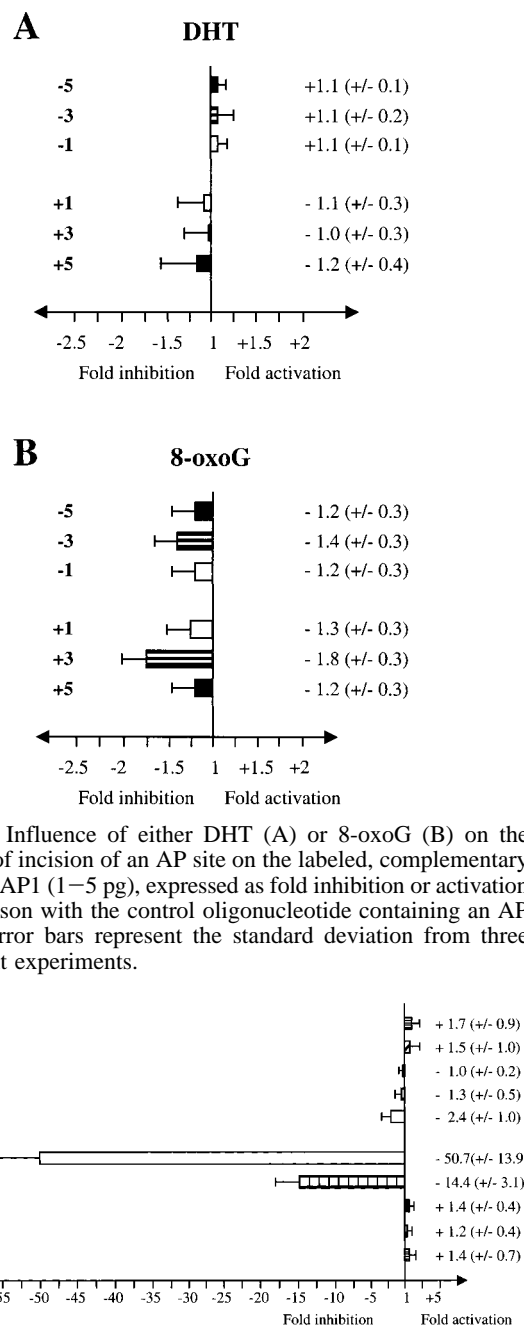 A
DHT
-5 +1.1 (+/- 0.1)
-3 +1.1 (+/- 0.2)
-1 +1.1 (+/- 0.1)
+1 - 1.1 (+/- 0.3)
+3 - 1.0 (+/- 0.3)
+5 - 1.2 (+/- 0.4)
-2.5 -2 -1.5 1 +1.5 +2
Fold inhibition Fold activation
B
8-oxoG
-5 - 1.2 (+/- 0.3)
-3 - 1.4 (+/- 0.3)
-1 - 1.2 (+/- 0.3)
+1 - 1.3 (+/- 0.3)
+3 - 1.8 (+/- 0.3)
+5 - 1.2 (+/- 0.3)
-2.5 -2 -1.5 1 +1.5 +2
Fold inhibition Fold activation
Influence of either DHT (A) or 8-oxoG (B) on the
of incision of an AP site on the labeled, complementary
AP1 (1−5 pg), expressed as fold inhibition or activation
son with the control oligonucleotide containing an AP
rror bars represent the standard deviation from three
t experiments.
+ 1.7 (+/- 0.9)
+ 1.5 (+/- 1.0)
- 1.0 (+/- 0.2)
- 1.3 (+/- 0.5)
- 2.4 (+/- 1.0)
- 50.7(+/- 13.9
- 14.4 (+/- 3.1)
+ 1.4 (+/- 0.4)
+ 1.2 (+/- 0.4)
+ 1.4 (+/- 0.7)
55 -50 -45 -40 -35 -30 -25 -20 -15 -10 -5 1 +5
Fold inhibition Fold activation